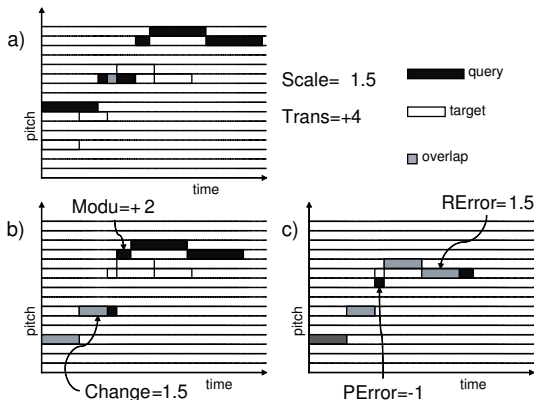 a)
pitch
time
Scale= 1.5
Trans=+4
query
target
overlap
b)
Modu=+2
pitch
time
Change=1.5
c)
RError=1.5
pitch
time
PError=-1